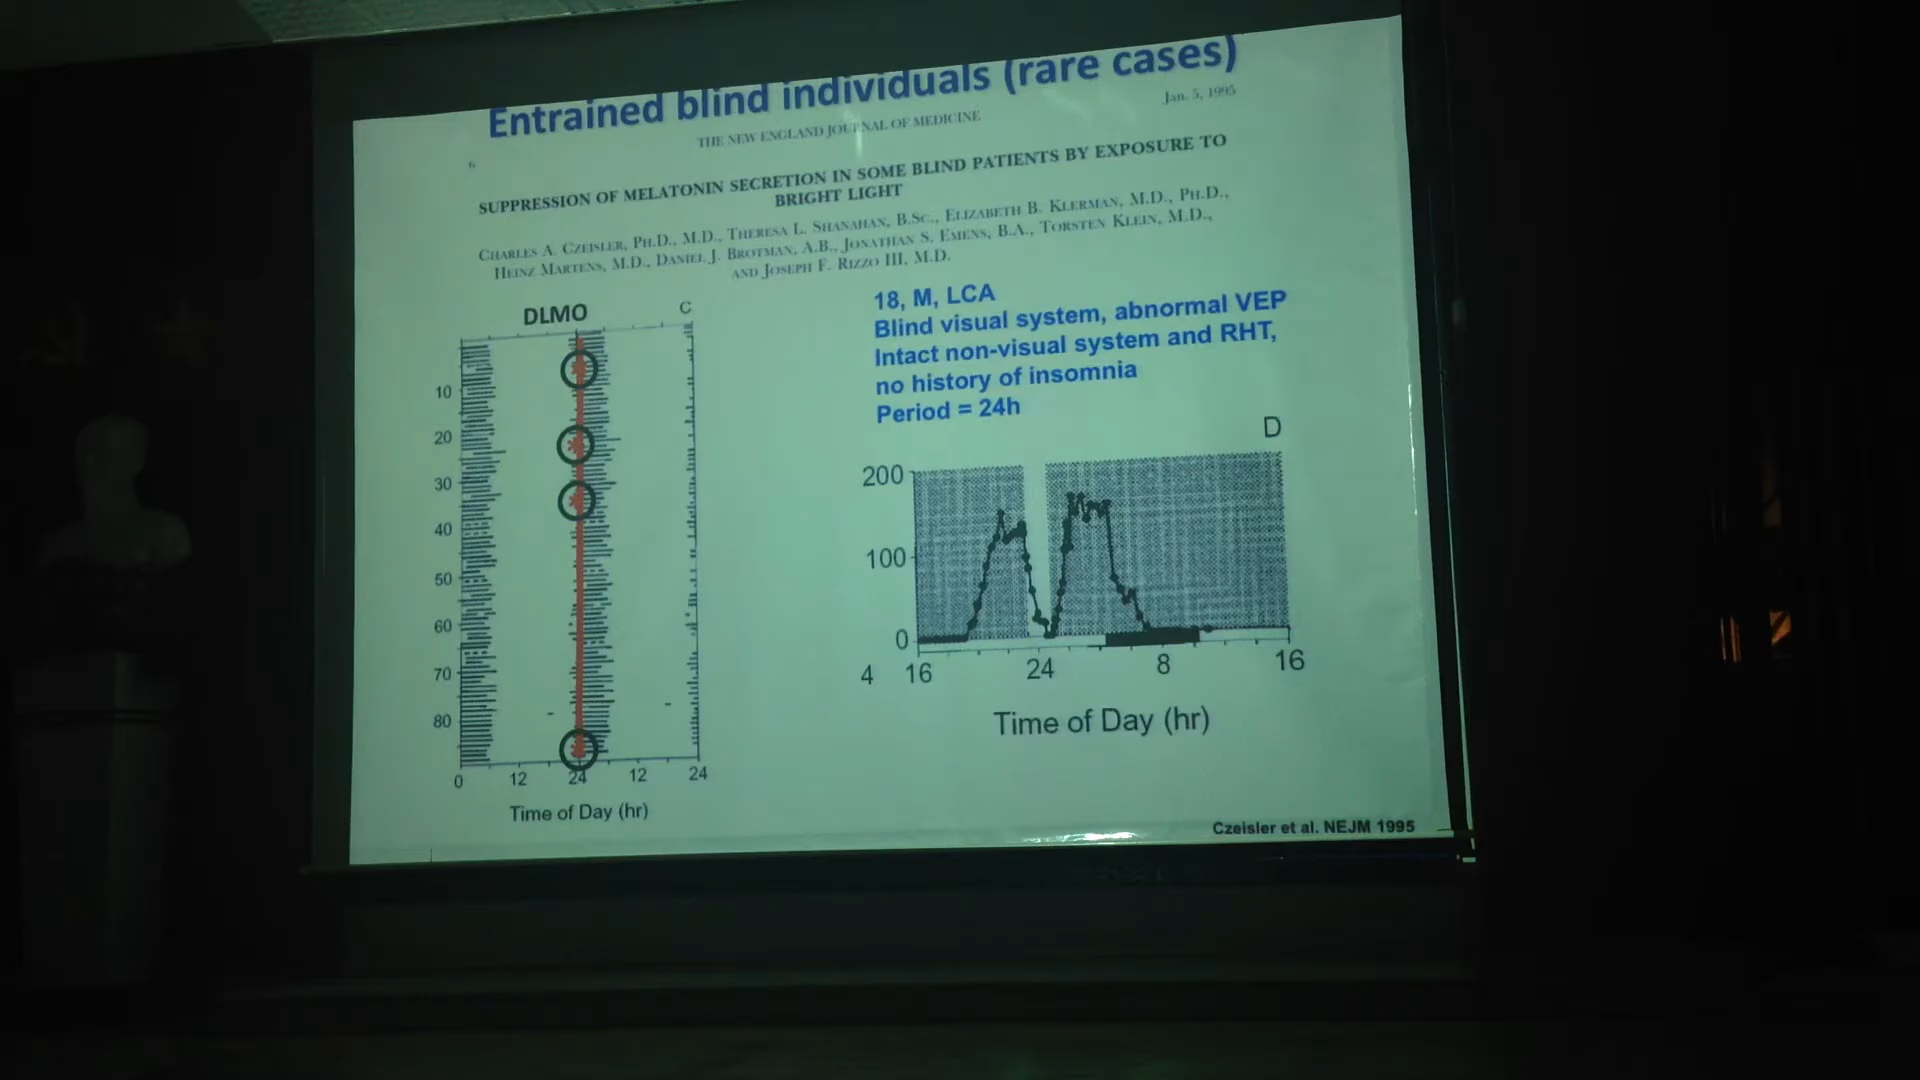 Entrained blind individuals (rare cases)
6
THE NEW ENGLAND JOURNAL OF MEDICINE
Jan. 5, 1995
SUPPRESSION OF MELATONIN SECRETION IN SOME BLIND PATIENTS BY EXPOSURE TO
BRIGHT LIGHT
CHARLES A. CZEISLER, PH.D., M.D., THERESA L. SHANAHAN, B.SC., ELIZABETH B. KLERMAN, M.D., PH.D.,
HEINZ MARTENS, M.D., DANIEL J. BROTMAN, A.B., JONATHAN S. EMENS, B.A., TORSTEN KLEIN, M.D.,
AND JOSEPH F. RIZZO III, M.D.
DLMO
C
10
20
30
40
50
60
70
80
0 12 24 12 24
Time of Day (hr)
18, M, LCA
Blind visual system, abnormal VEP
Intact non-visual system and RHT,
no history of insomnia
Period = 24h
D
200
100
0
4 16 24 8 16
Time of Day (hr)
Czeisler et al. NEJM 1995